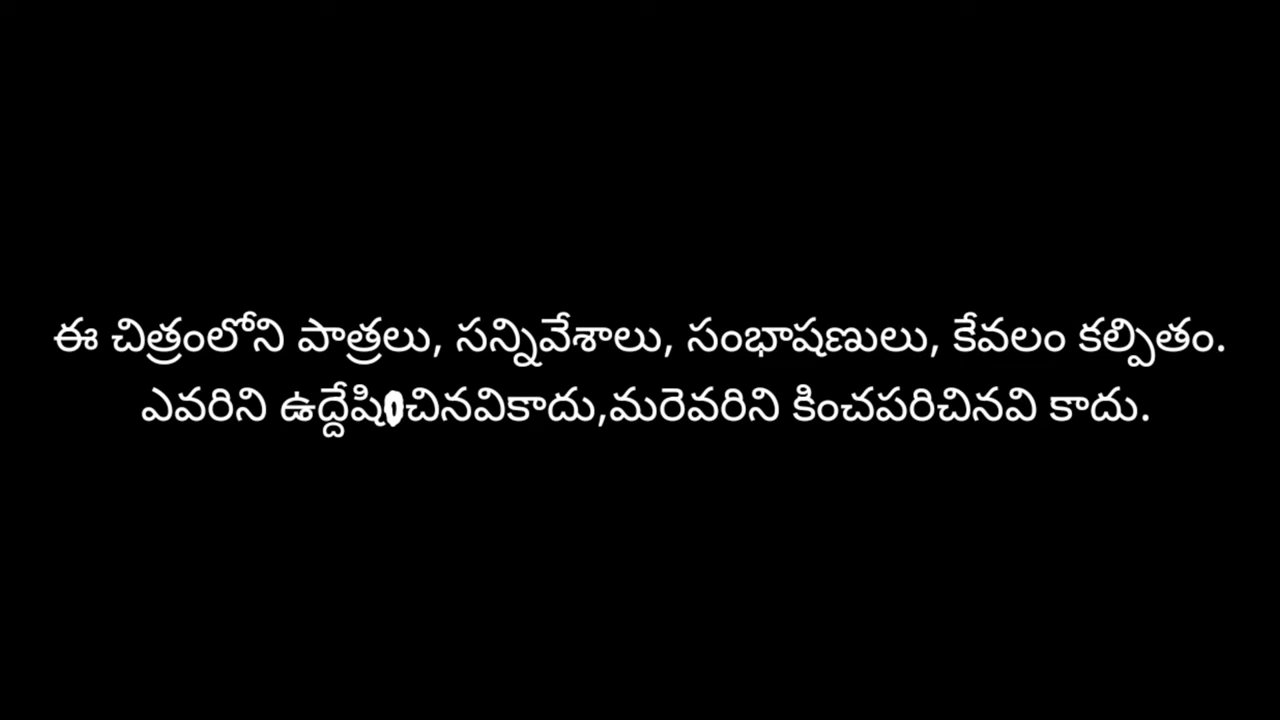 ఈ చిత్రంలోని పాత్రలు, సన్నివేశాలు, సంభాషణులు, కేవలం కల్పితం.
ఎవరిని ఉద్దేషించినవికాదు,మరెవరిని కించపరిచినవి కాదు.